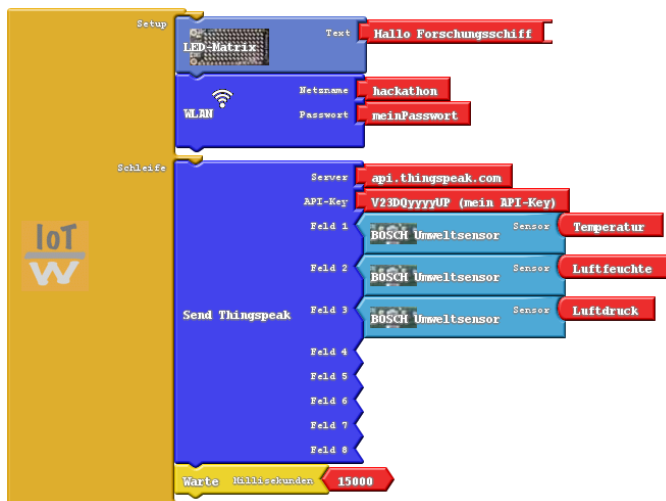 Setup
LED-Matrix Text Hallo Forschungsschiff
WLAN Netzname hackathon
Passwort meinPasswort
Schleife
Server api.thingspeak.com
API-Key V23DQyyyyUP (mein API-Key)
Feld 1 BOSCH Umweltsensor Sensor Temperatur
IoT
W
Feld 2 BOSCH Umweltsensor Sensor Luftfeuchte
Send Thingspeak Feld 3 BOSCH Umweltsensor Sensor Luftdruck
Feld 4
Feld 5
Feld 6
Feld 7
Feld 8
Warte Millisekunden 15000